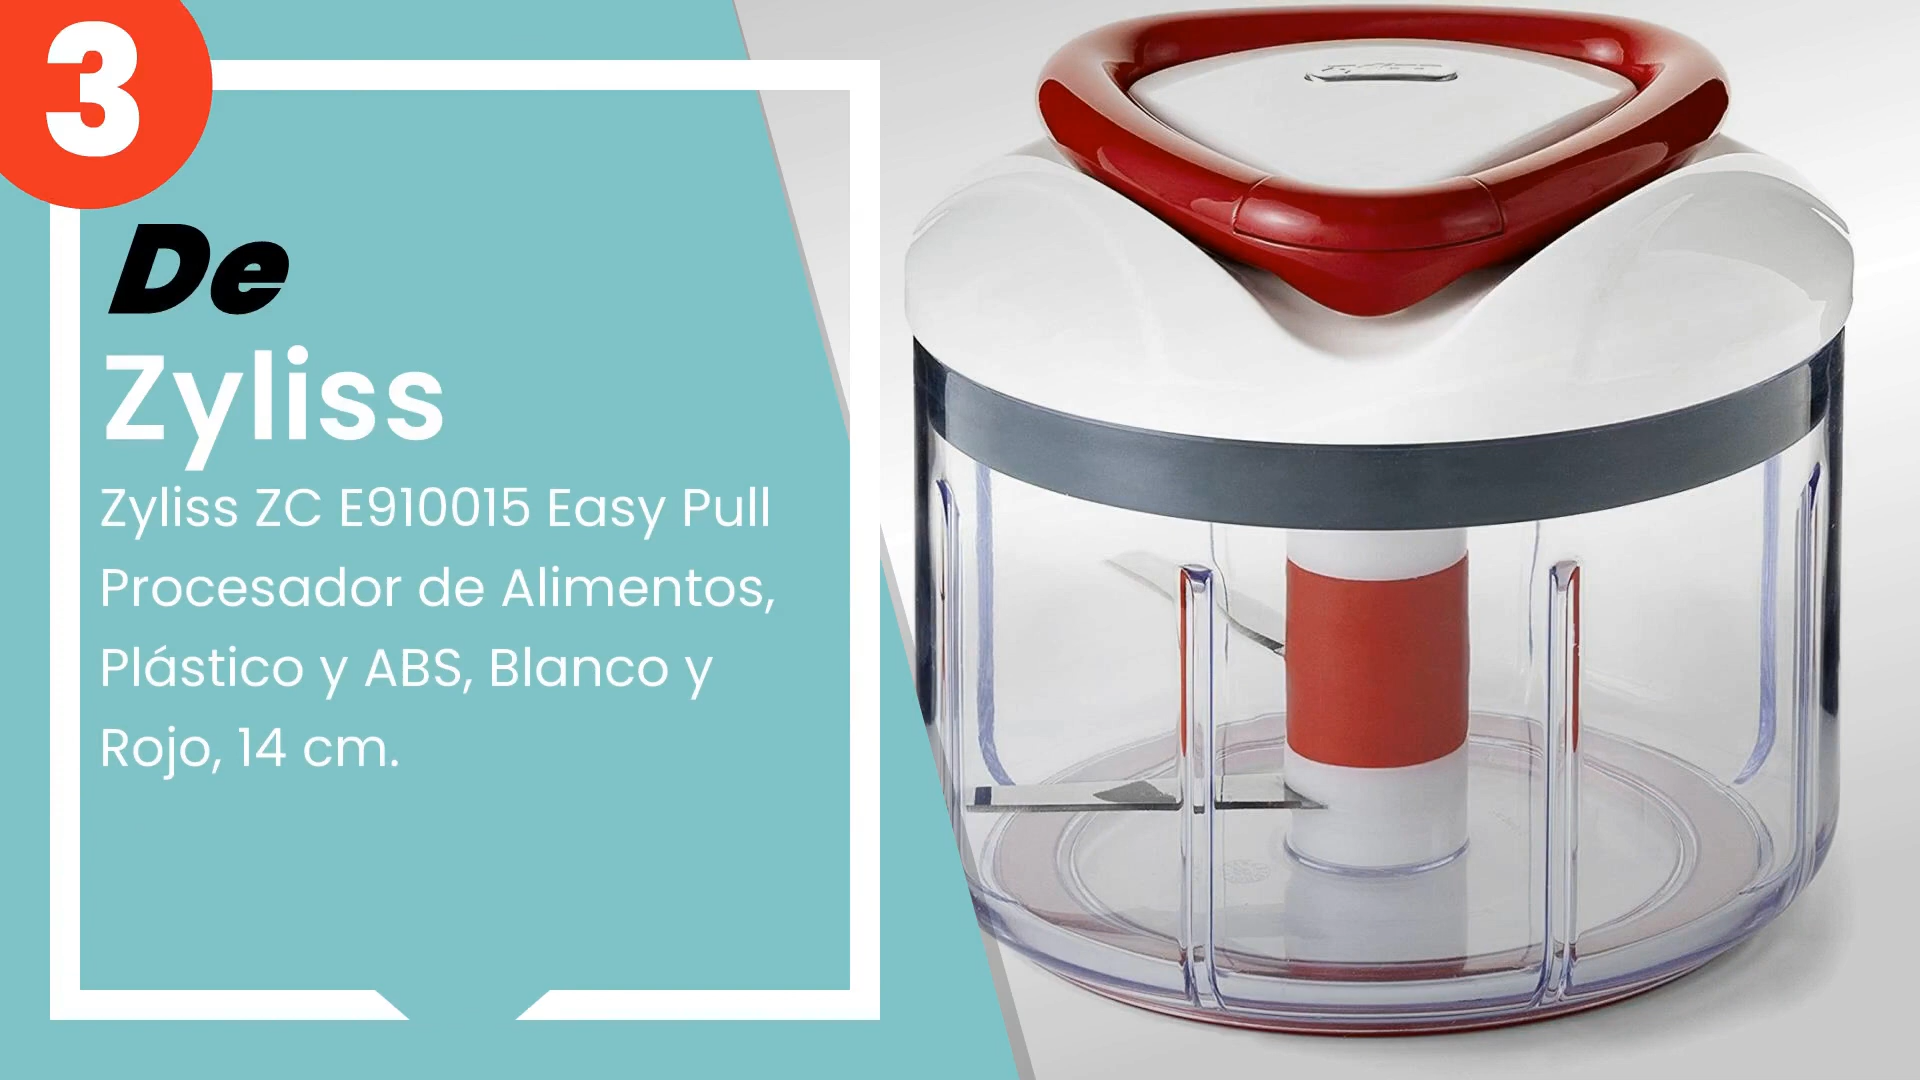 3
De
Zyliss
Zyliss ZC E910015 Easy Pull
Procesador de Alimentos,
Plástico y ABS, Blanco y
Rojo, 14 cm.